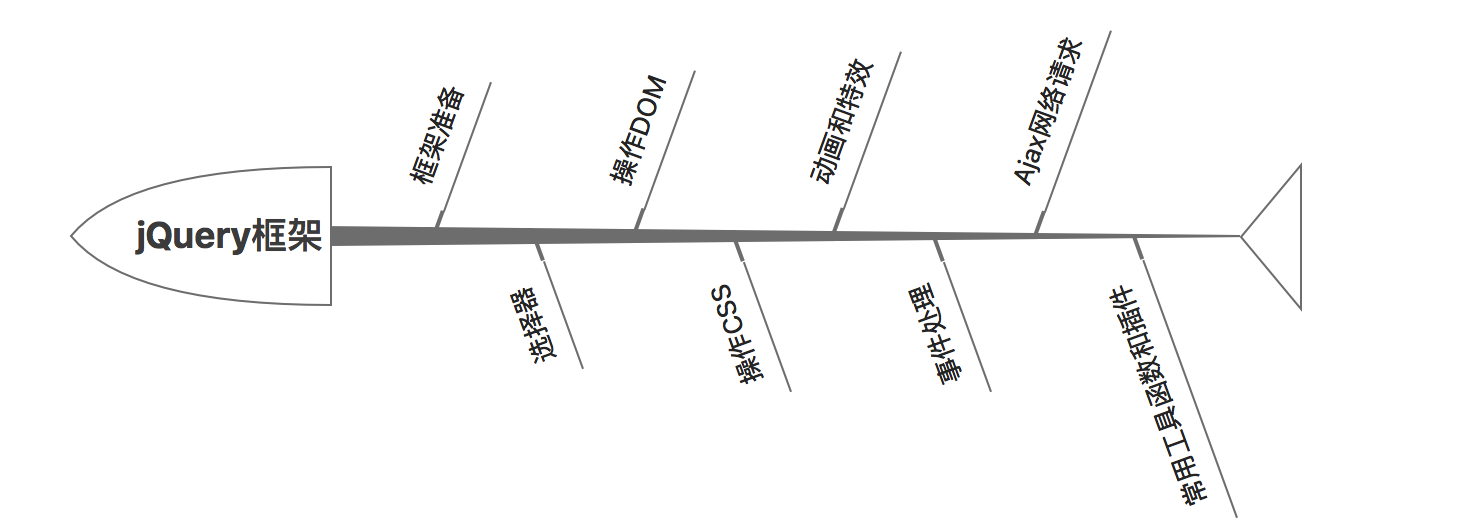 jQuery框架
框架准备
选择器
操作DOM
操作CSS
动画和特效
事件处理
Ajax网络请求
常用工具函数和插件